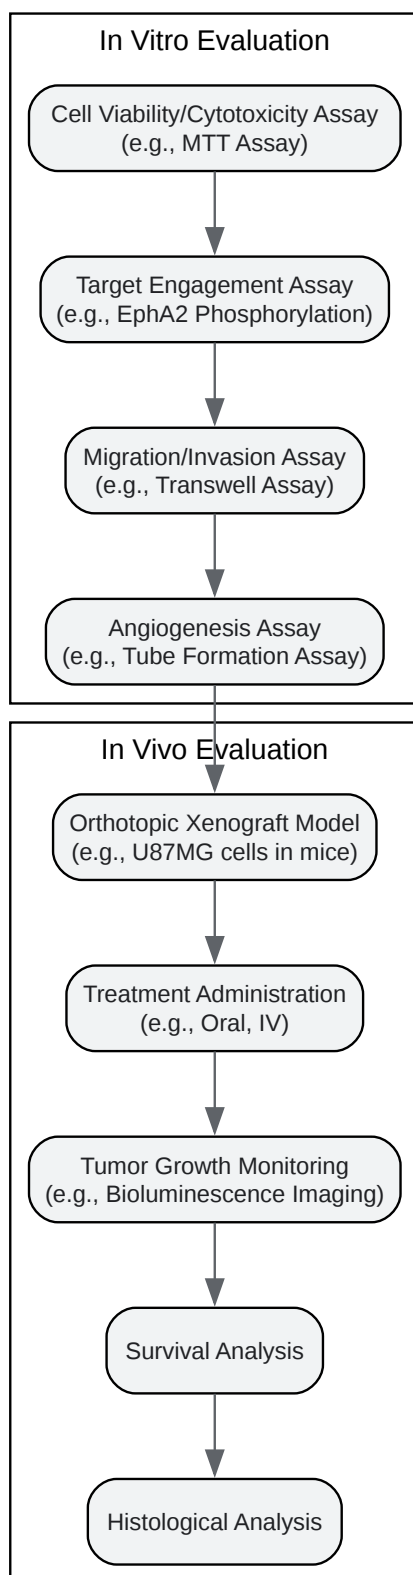 In Vitro Evaluation
Cell Viability/Cytotoxicity Assay
(e.g., MTT Assay)
Target Engagement Assay
(e.g., EphA2 Phosphorylation)
Migration/Invasion Assay
(e.g., Transwell Assay)
Angiogenesis Assay
(e.g., Tube Formation Assay)
In Vivo Evaluation
Orthotopic Xenograft Model
(e.g., U87MG cells in mice)
Treatment Administration
(e.g., Oral, IV)
Tumor Growth Monitoring
(e.g., Bioluminescence Imaging)
Survival Analysis
Histological Analysis